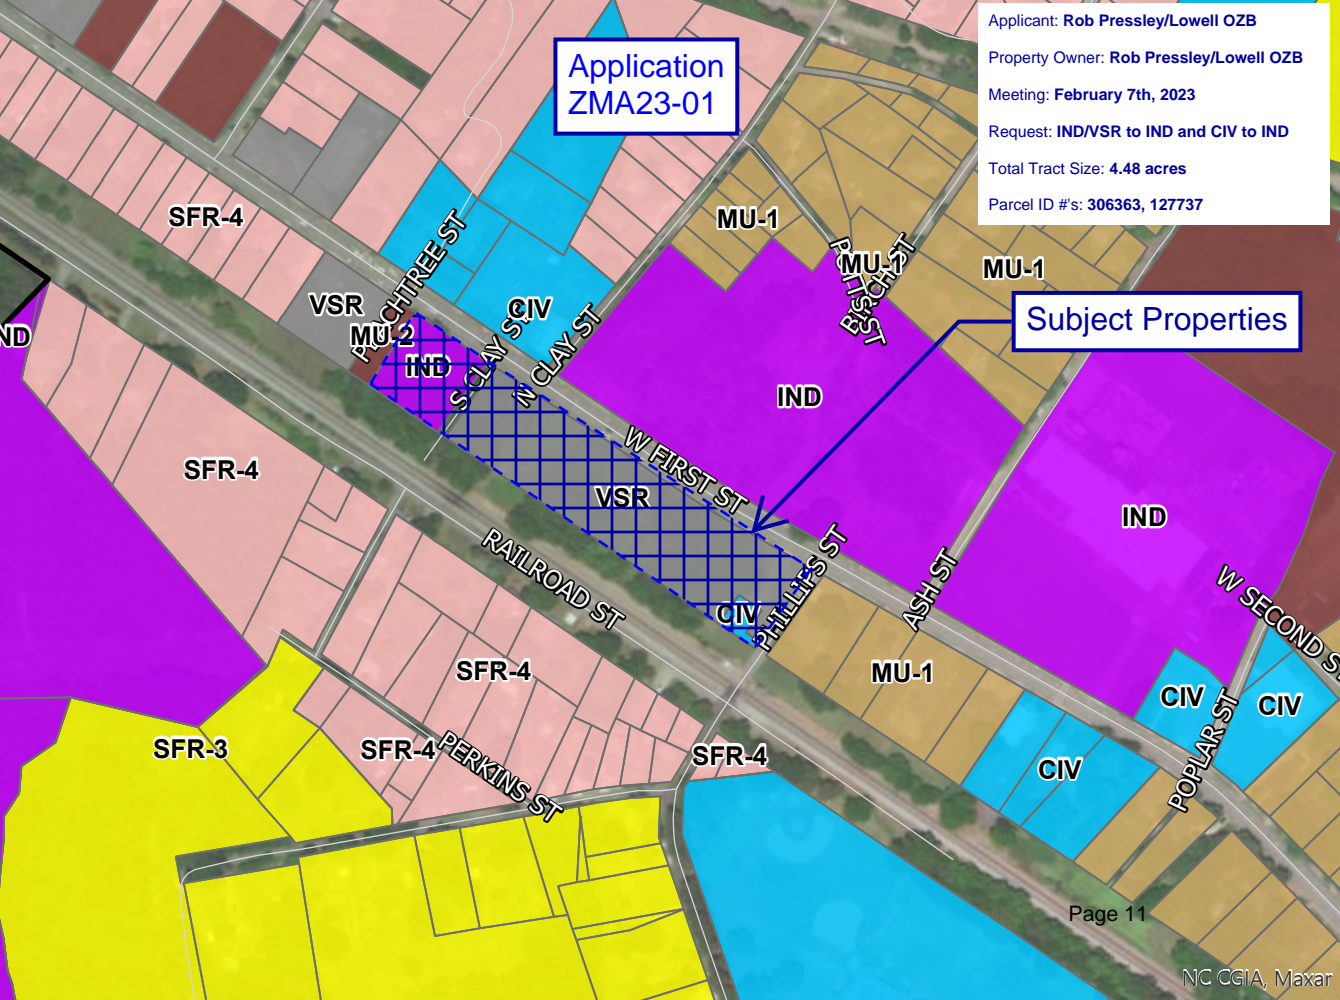 Applicant: Rob Pressley/Lowell OZB
Property Owner: Rob Pressley/Lowell OZB
Meeting: February 7th, 2023
Request: IND/VSR to IND and CIV to IND
Total Tract Size: 4.48 acres
Parcel ID #'s: 306363, 127737
Application
ZMA23-01
SFR-4
MU-1
MU-1
MU-1
POTTS ST
BIRCH ST
PEACHTREE ST
VSR
CIV
MU-2
ND
IND
S CLAY ST
N CLAY ST
Subject Properties
IND
W FIRST ST
SFR-4
VSR
IND
RAILROAD ST
PHILLIPS ST
ASH ST
W SECOND ST
CIV
SFR-4
MU-1
CIV
CIV
SFR-3
SFR-4
PERKINS ST
SFR-4
CIV
POPLAR ST
Page 11
NC CGIA, Maxar